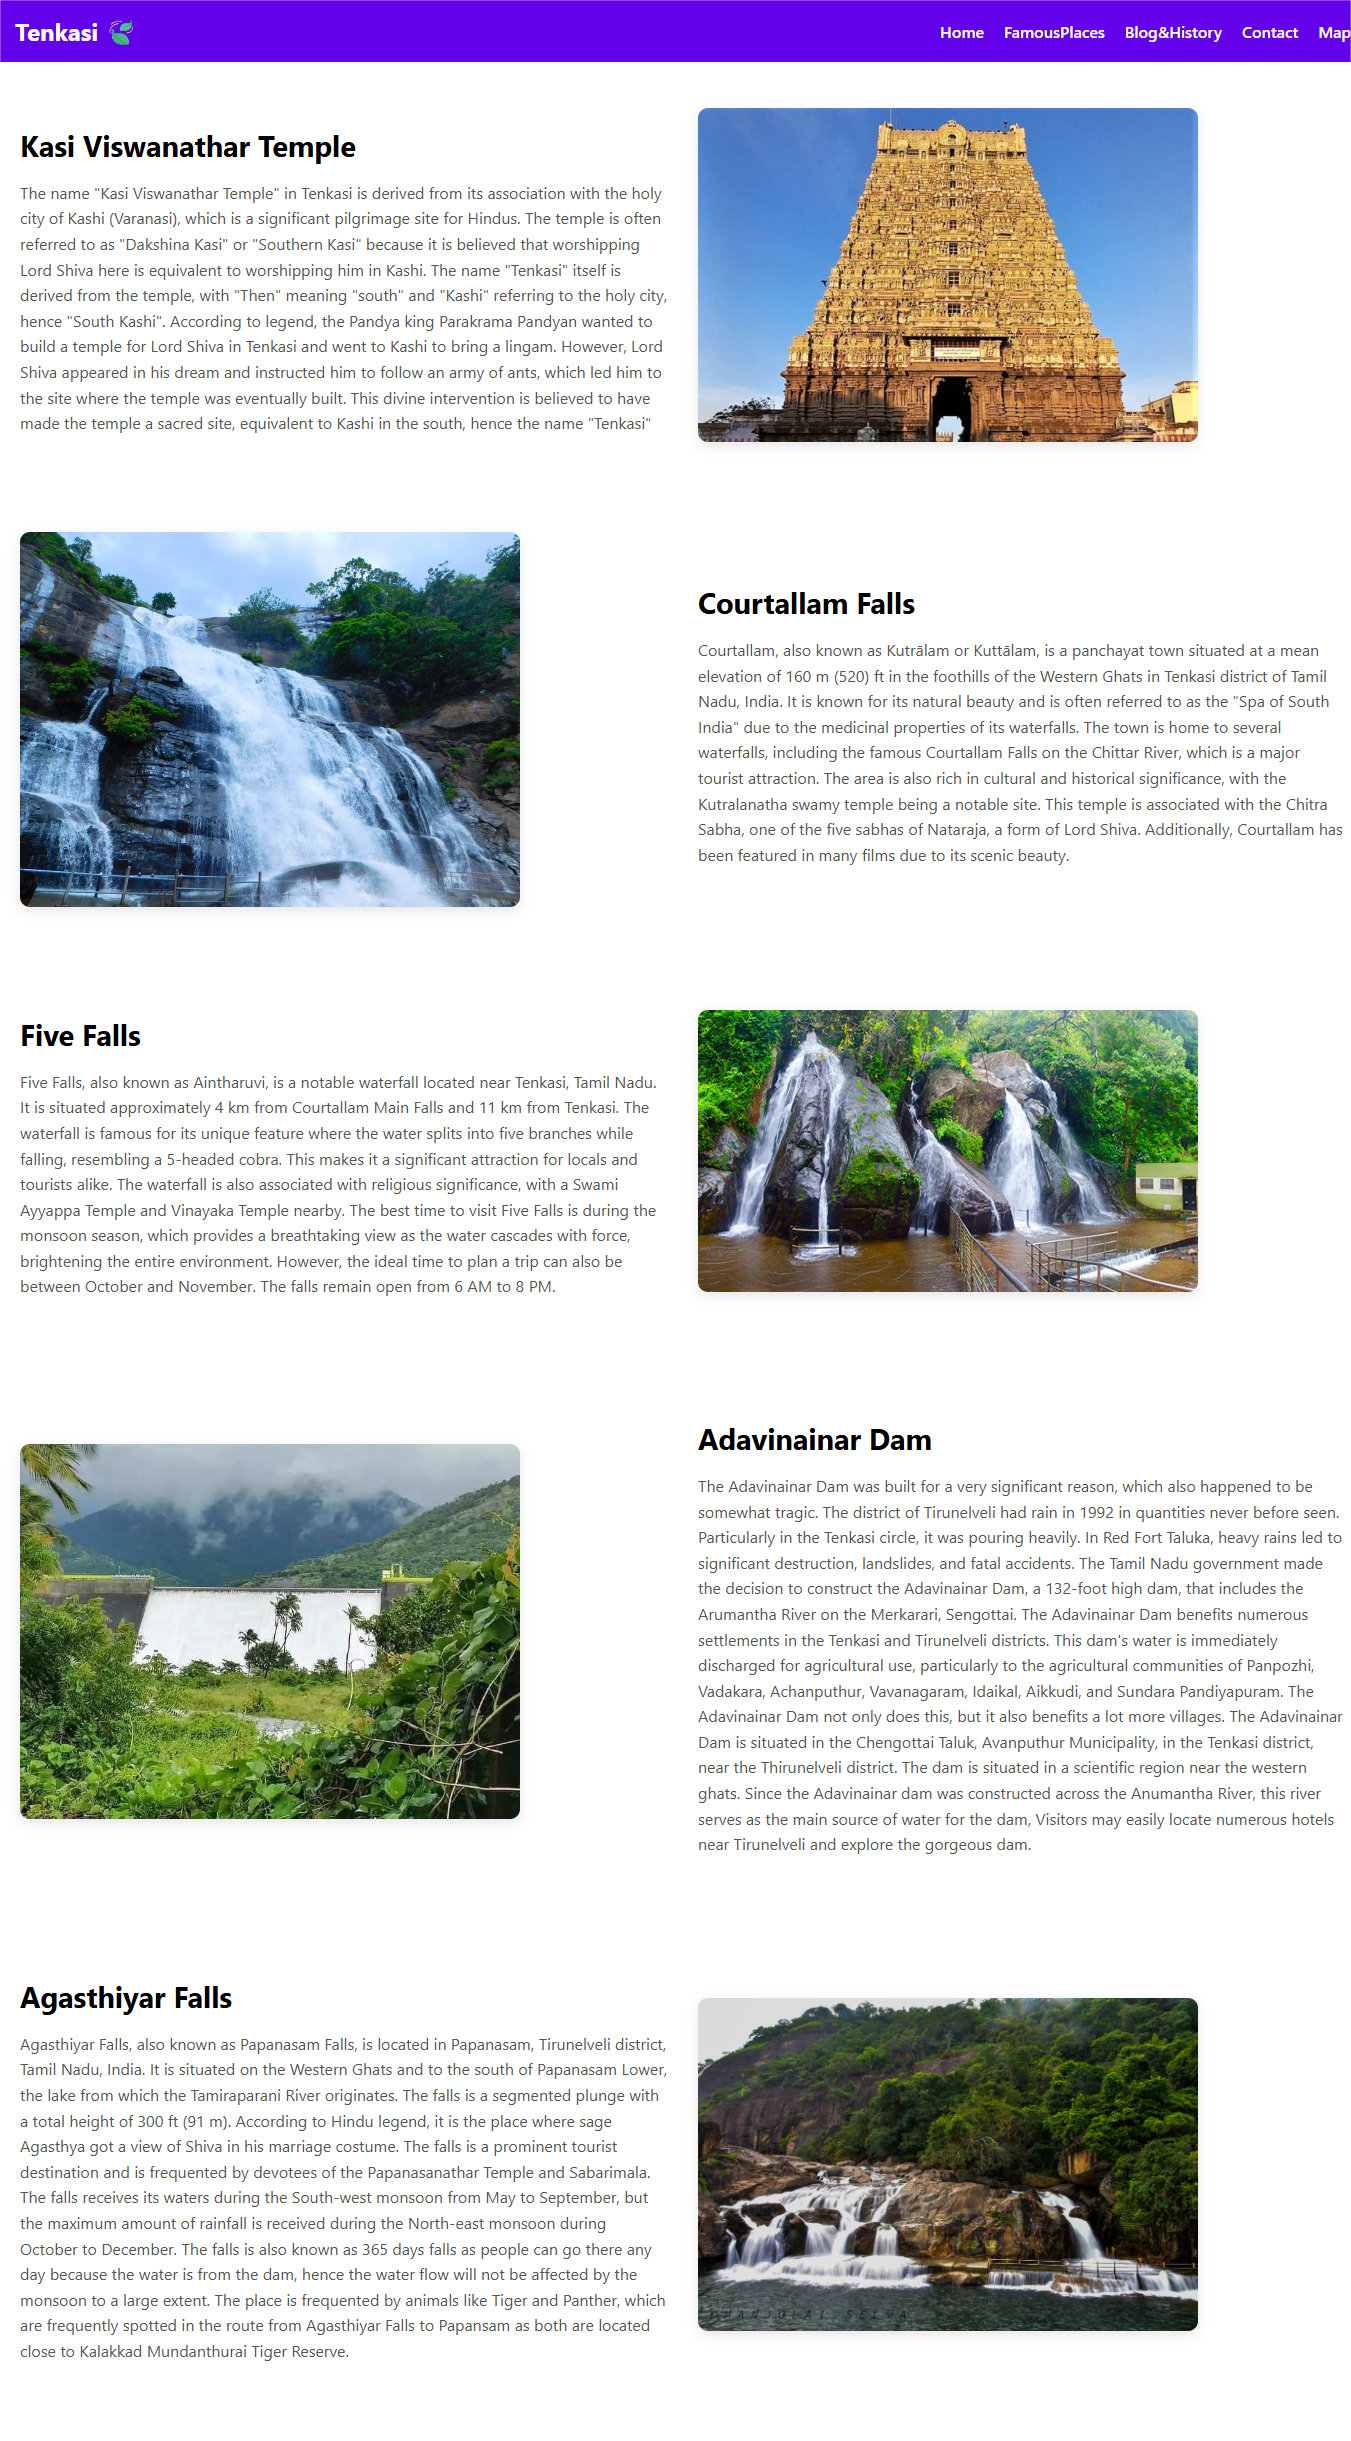 Tenkasi
Home FamousPlaces Blog&History Contact Map
Kasi Viswanathar Temple
The name "Kasi Viswanathar Temple" in Tenkasi is derived from its association with the holy
city of Kashi (Varanasi), which is a significant pilgrimage site for Hindus. The temple is often
referred to as "Dakshina Kasi" or "Southern Kasi" because it is believed that worshipping
Lord Shiva here is equivalent to worshipping him in Kashi. The name "Tenkasi" itself is
derived from the temple, with "Then" meaning "south" and "Kashi" referring to the holy city,
hence "South Kashi". According to legend, the Pandya king Parakrama Pandyan wanted to
build a temple for Lord Shiva in Tenkasi and went to Kashi to bring a lingam. However, Lord
Shiva appeared in his dream and instructed him to follow an army of ants, which led him to
the site where the temple was eventually built. This divine intervention is believed to have
made the temple a sacred site, equivalent to Kashi in the south, hence the name "Tenkasi"
Courtallam Falls
Courtallam, also known as Kutrālam or Kuttālam, is a panchayat town situated at a mean
elevation of 160 m (520) ft in the foothills of the Western Ghats in Tenkasi district of Tamil
Nadu, India. It is known for its natural beauty and is often referred to as the "Spa of South
India" due to the medicinal properties of its waterfalls. The town is home to several
waterfalls, including the famous Courtallam Falls on the Chittar River, which is a major
tourist attraction. The area is also rich in cultural and historical significance, with the
Kutralanatha swamy temple being a notable site. This temple is associated with the Chitra
Sabha, one of the five sabhas of Nataraja, a form of Lord Shiva. Additionally, Courtallam has
been featured in many films due to its scenic beauty.
Five Falls
Five Falls, also known as Aintharuvi, is a notable waterfall located near Tenkasi, Tamil Nadu.
It is situated approximately 4 km from Courtallam Main Falls and 11 km from Tenkasi. The
waterfall is famous for its unique feature where the water splits into five branches while
falling, resembling a 5-headed cobra. This makes it a significant attraction for locals and
tourists alike. The waterfall is also associated with religious significance, with a Swami
Ayyappa Temple and Vinayaka Temple nearby. The best time to visit Five Falls is during the
monsoon season, which provides a breathtaking view as the water cascades with force,
brightening the entire environment. However, the ideal time to plan a trip can also be
between October and November. The falls remain open from 6 AM to 8 PM.
Adavinainar Dam
The Adavinainar Dam was built for a very significant reason, which also happened to be
somewhat tragic. The district of Tirunelveli had rain in 1992 in quantities never before seen.
Particularly in the Tenkasi circle, it was pouring heavily. In Red Fort Taluka, heavy rains led to
significant destruction, landslides, and fatal accidents. The Tamil Nadu government made
the decision to construct the Adavinainar Dam, a 132-foot high dam, that includes the
Arumantha River on the Merkarari, Sengottai. The Adavinainar Dam benefits numerous
settlements in the Tenkasi and Tirunelveli districts. This dam's water is immediately
discharged for agricultural use, particularly to the agricultural communities of Panpozhi,
Vadakara, Achanputhur, Vavanagaram, Idaikal, Aikkudi, and Sundara Pandiyapuram. The
Adavinainar Dam not only does this, but it also benefits a lot more villages. The Adavinainar
Dam is situated in the Chengottai Taluk, Avanputhur Municipality, in the Tenkasi district,
near the Thirunelveli district. The dam is situated in a scientific region near the western
ghats. Since the Adavinainar dam was constructed across the Anumantha River, this river
serves as the main source of water for the dam, Visitors may easily locate numerous hotels
near Tirunelveli and explore the gorgeous dam.
Agasthiyar Falls
Agasthiyar Falls, also known as Papanasam Falls, is located in Papanasam, Tirunelveli district,
Tamil Nadu, India. It is situated on the Western Ghats and to the south of Papanasam Lower,
the lake from which the Tamiraparani River originates. The falls is a segmented plunge with
a total height of 300 ft (91 m). According to Hindu legend, it is the place where sage
Agasthya got a view of Shiva in his marriage costume. The falls is a prominent tourist
destination and is frequented by devotees of the Papanasanathar Temple and Sabarimala.
The falls receives its waters during the South-west monsoon from May to September, but
the maximum amount of rainfall is received during the North-east monsoon during
October to December. The falls is also known as 365 days falls as people can go there any
day because the water is from the dam, hence the water flow will not be affected by the
monsoon to a large extent. The place is frequented by animals like Tiger and Panther, which
are frequently spotted in the route from Agasthiyar Falls to Papansam as both are located
close to Kalakkad Mundanthurai Tiger Reserve.
MANJOLAI SELVA